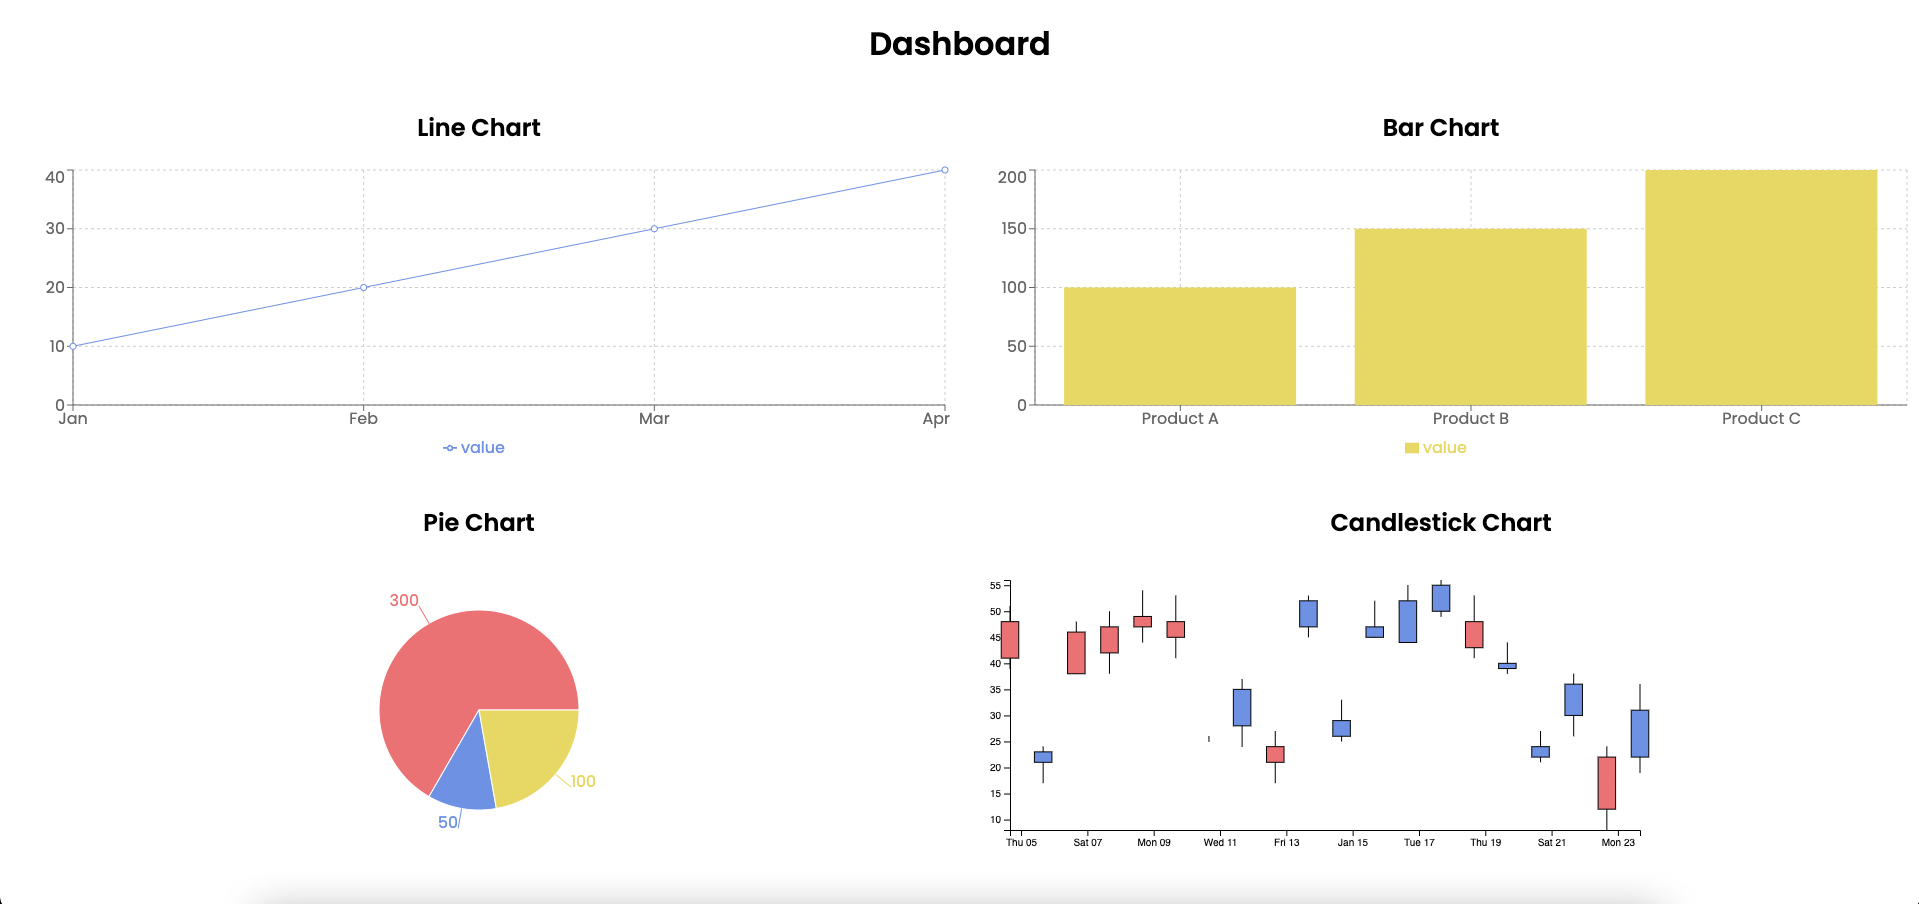 Dashboard
Line Chart
40
30
20
10
0
Jan Feb Mar Apr
value
Bar Chart
200
150
100
50
0
Product A Product B Product C
value
Pie Chart
300
100
50
Candlestick Chart
55
50
45
40
35
30
25
20
15
10
Thu 05 Sat 07 Mon 09 Wed 11 Fri 13 Jan 15 Tue 17 Thu 19 Sat 21 Mon 23